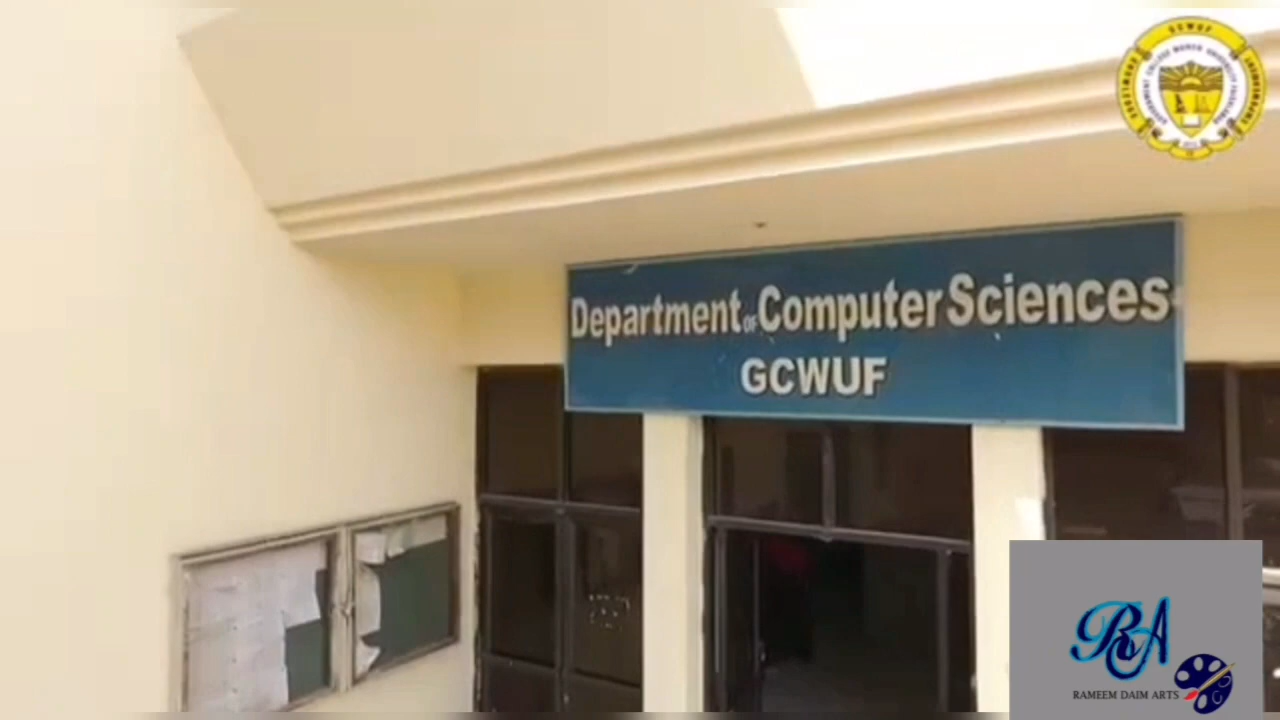 GCWUF
Department OF Computer Sciences
GCWUF
RA
RAMEEM DAIM ARTS